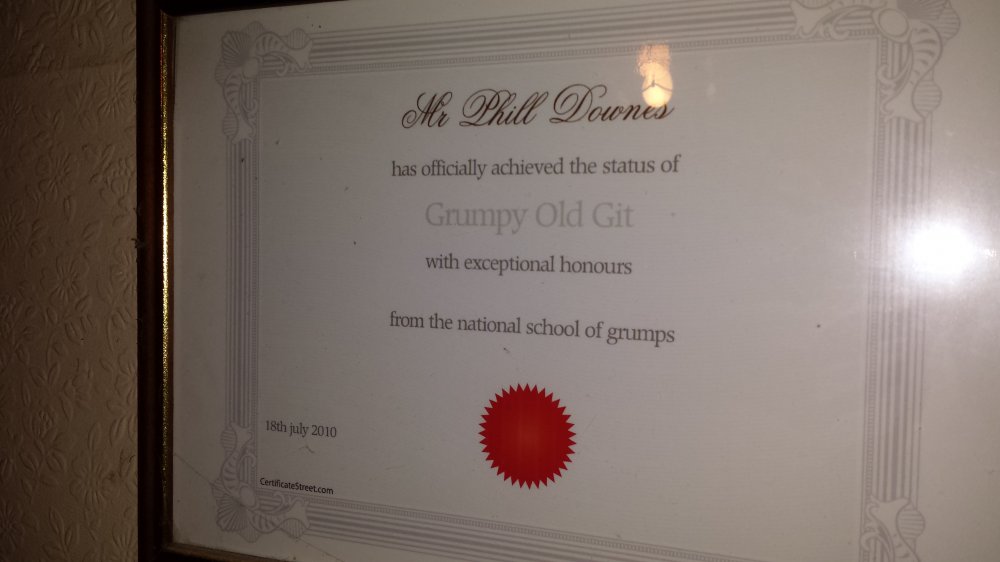 Mr Phill Downes
has officially achieved the status of
Grumpy Old Git
with exceptional honours
from the national school of grumps
18th july 2010
CertificateStreet.com